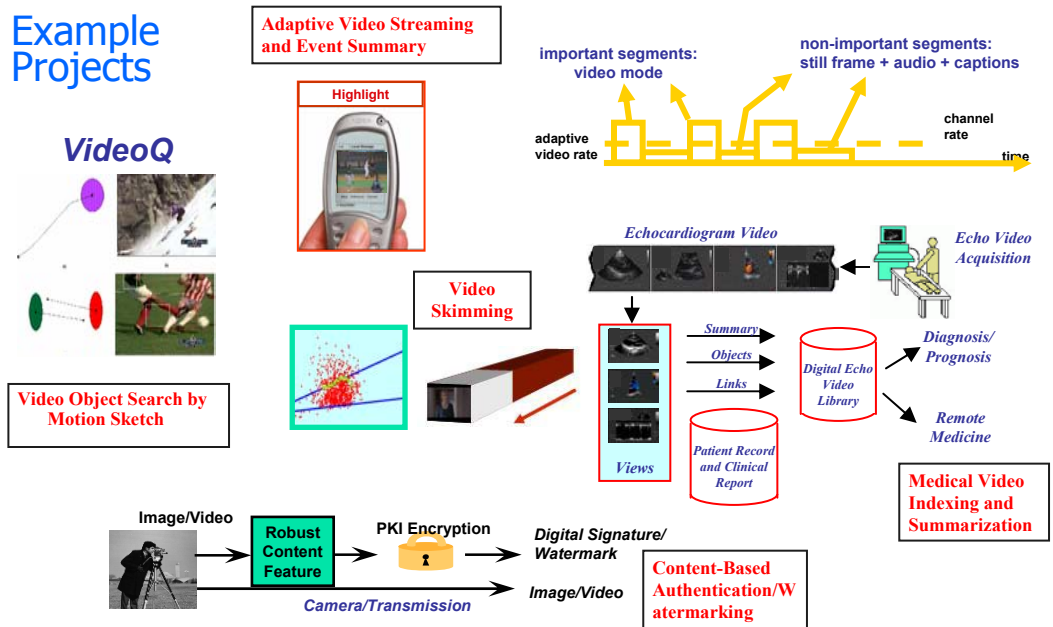 Example
Projects
Adaptive Video Streaming
and Event Summary
important segments:
video mode
non-important segments:
still frame + audio + captions
Highlight
adaptive
video rate
channel
rate
time
VideoQ
Video Object Search by
Motion Sketch
Video
Skimming
Echocardiogram Video
Echo Video
Acquisition
Summary
Objects
Links
Views
Digital Echo
Video
Library
Diagnosis/
Prognosis
Remote
Medicine
Patient Record
and Clinical
Report
Medical Video
Indexing and
Summarization
Image/Video
Robust
Content
Feature
PKI Encryption
Digital Signature/
Watermark
Camera/Transmission
Image/Video
Content-Based
Authentication/W
atermarking